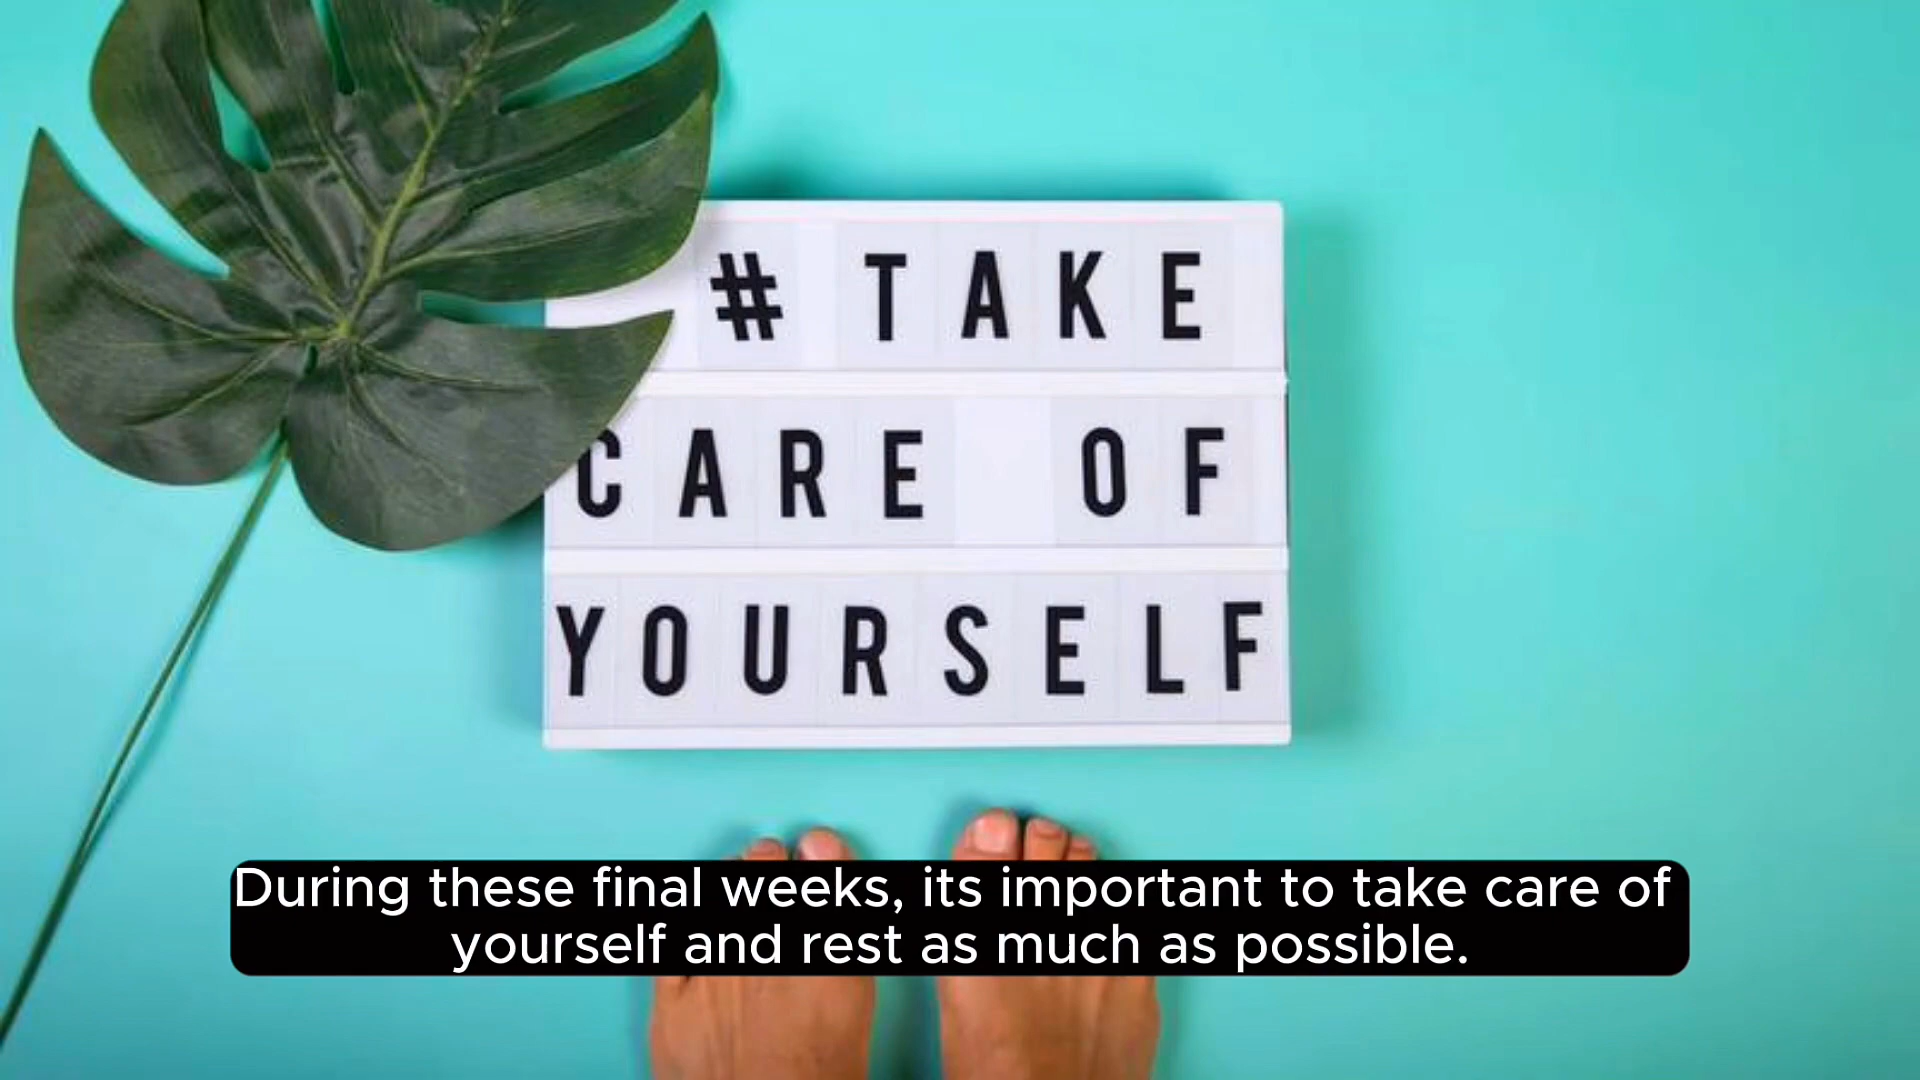 # TAKE
CARE OF
YOURSELF
During these final weeks, its important to take care of
yourself and rest as much as possible.